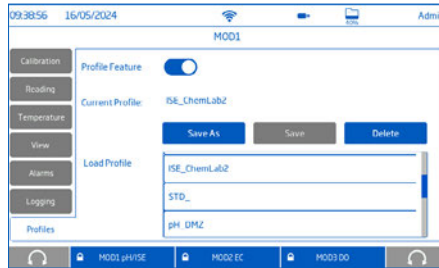 09:38:56 16/05/2024 40% Admi
MOD1
Calibration
Profile Feature
Reading
Current Profile: ISE_ChemLab2
Temperature
Save As Save Delete
View
Load Profile
ISE_ChemLab2
Alarms
STD_
Logging
pH_DMZ
Profiles
MOD1 pH/ISE MOD2 EC MOD3 DO